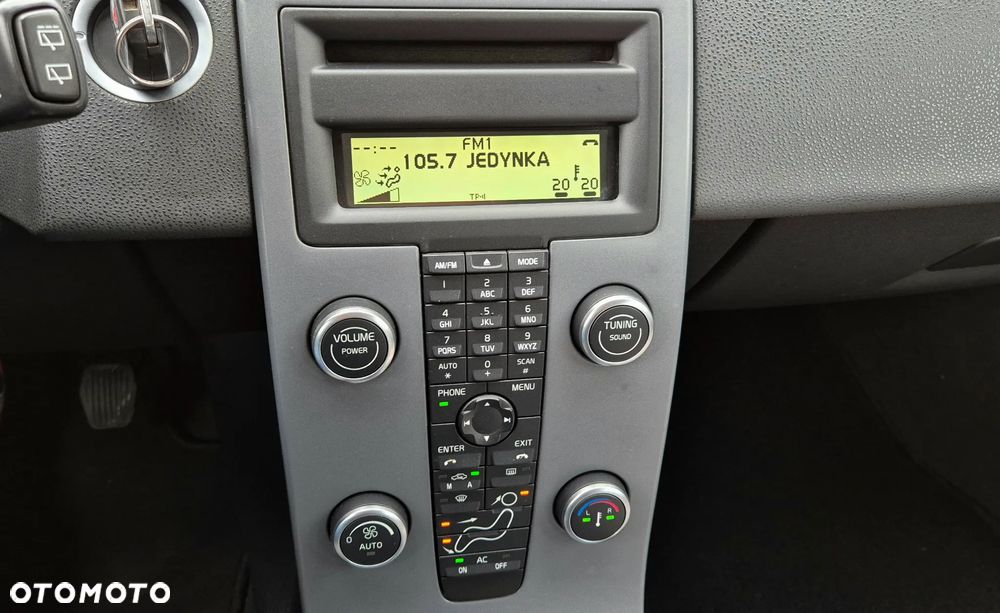 --:--
FM1
105.7 JEDYNKA
20 20
TP
AM/FM
MODE
1
2
ABC
3
DEF
4
GHI
5
JKL
6
MNO
7
PQRS
8
TUV
9
WXYZ
AUTO
*
0
+
SCAN
#
VOLUME
POWER
TUNING
SOUND
PHONE
MENU
ENTER
EXIT
M A
0
AUTO
L R
AC
ON OFF
OTOMOTO